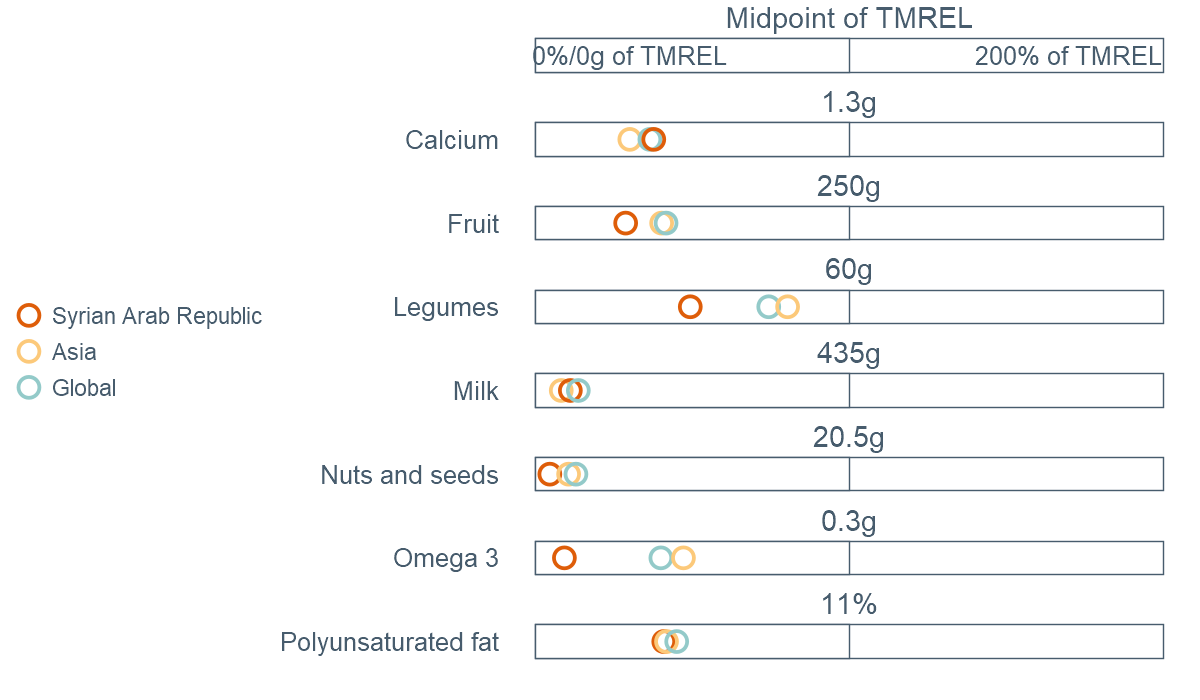 Midpoint of TMREL
0%/0g of TMREL 200% of TMREL
1.3g
Calcium
250g
Fruit
60g
Legumes
435g
Milk
20.5g
Nuts and seeds
0.3g
Omega 3
11%
Polyunsaturated fat
Syrian Arab Republic
Asia
Global